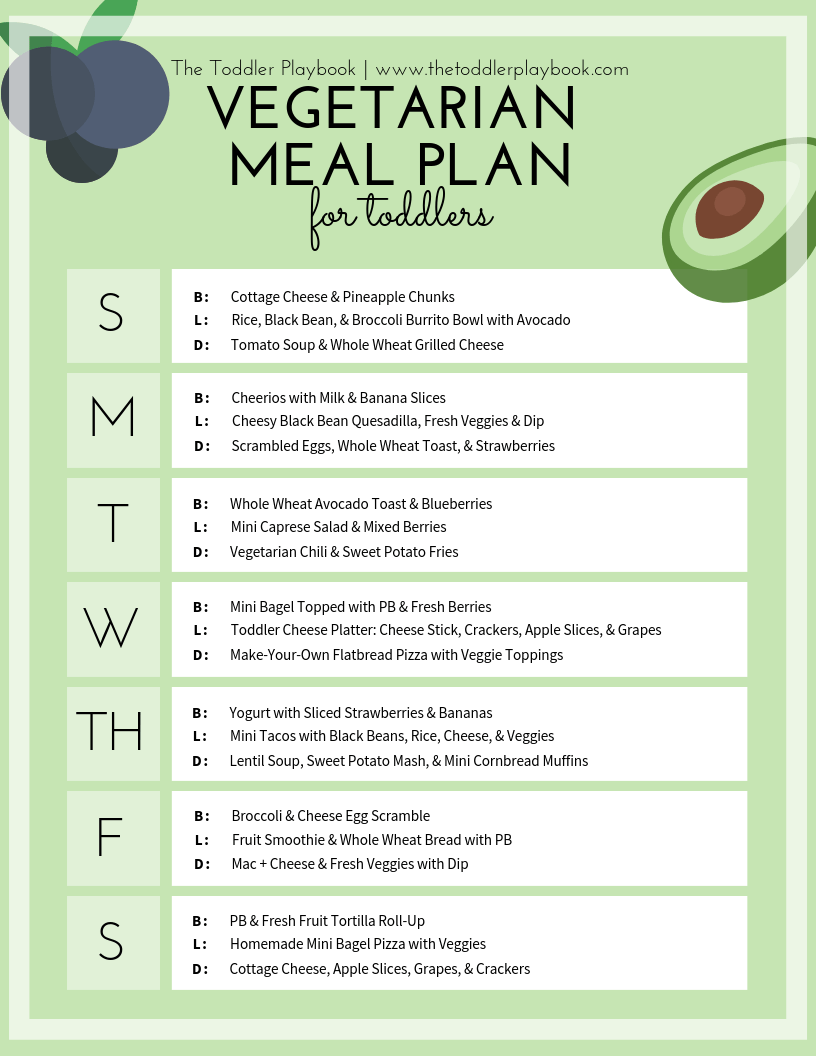 The Toddler Playbook | www.thetoddlerplaybook.com
VEGETARIAN
MEAL PLAN
for toddlers
S
B: Cottage Cheese & Pineapple Chunks
L: Rice, Black Bean, & Broccoli Burrito Bowl with Avocado
D: Tomato Soup & Whole Wheat Grilled Cheese
M
B: Cheerios with Milk & Banana Slices
L: Cheesy Black Bean Quesadilla, Fresh Veggies & Dip
D: Scrambled Eggs, Whole Wheat Toast, & Strawberries
T
B: Whole Wheat Avocado Toast & Blueberries
L: Mini Caprese Salad & Mixed Berries
D: Vegetarian Chili & Sweet Potato Fries
W
B: Mini Bagel Topped with PB & Fresh Berries
L: Toddler Cheese Platter: Cheese Stick, Crackers, Apple Slices, & Grapes
D: Make-Your-Own Flatbread Pizza with Veggie Toppings
TH
B: Yogurt with Sliced Strawberries & Bananas
L: Mini Tacos with Black Beans, Rice, Cheese, & Veggies
D: Lentil Soup, Sweet Potato Mash, & Mini Cornbread Muffins
F
B: Broccoli & Cheese Egg Scramble
L: Fruit Smoothie & Whole Wheat Bread with PB
D: Mac + Cheese & Fresh Veggies with Dip
S
B: PB & Fresh Fruit Tortilla Roll-Up
L: Homemade Mini Bagel Pizza with Veggies
D: Cottage Cheese, Apple Slices, Grapes, & Crackers